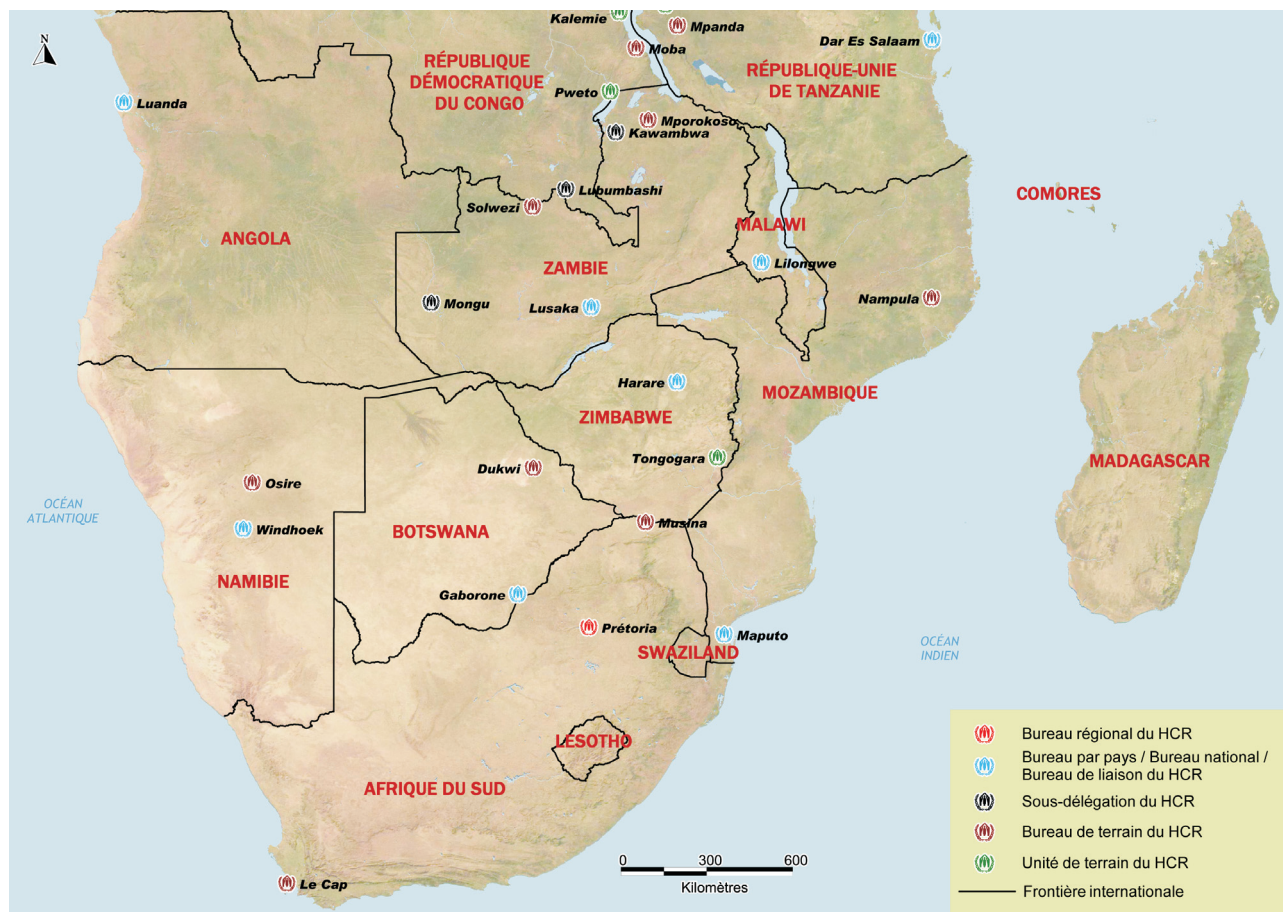 Kalemie
Mpanda
Dar Es Salaam
N
Moba
RÉPUBLIQUE
DÉMOCRATIQUE
DU CONGO
RÉPUBLIQUE-UNIE
DE TANZANIE
Pweto
Luanda
Mporokoso
Kawambwa
Lubumbashi
COMORES
Solwezi
MALAWI
ANGOLA
ZAMBIE
Lilongwe
Mongu
Lusaka
Nampula
Harare
MOZAMBIQUE
ZIMBABWE
Tongogara
MADAGASCAR
Dukwi
Osire
OCÉAN
ATLANTIQUE
Windhoek
BOTSWANA
Musina
NAMIBIE
Gaborone
Prétoria
Maputo
SWAZILAND
OCÉAN
INDIEN
LESOTHO
AFRIQUE DU SUD
Le Cap
0 300 600
Kilomètres
Bureau régional du HCR
Bureau par pays / Bureau national /
Bureau de liaison du HCR
Sous-délégation du HCR
Bureau de terrain du HCR
Unité de terrain du HCR
Frontière internationale